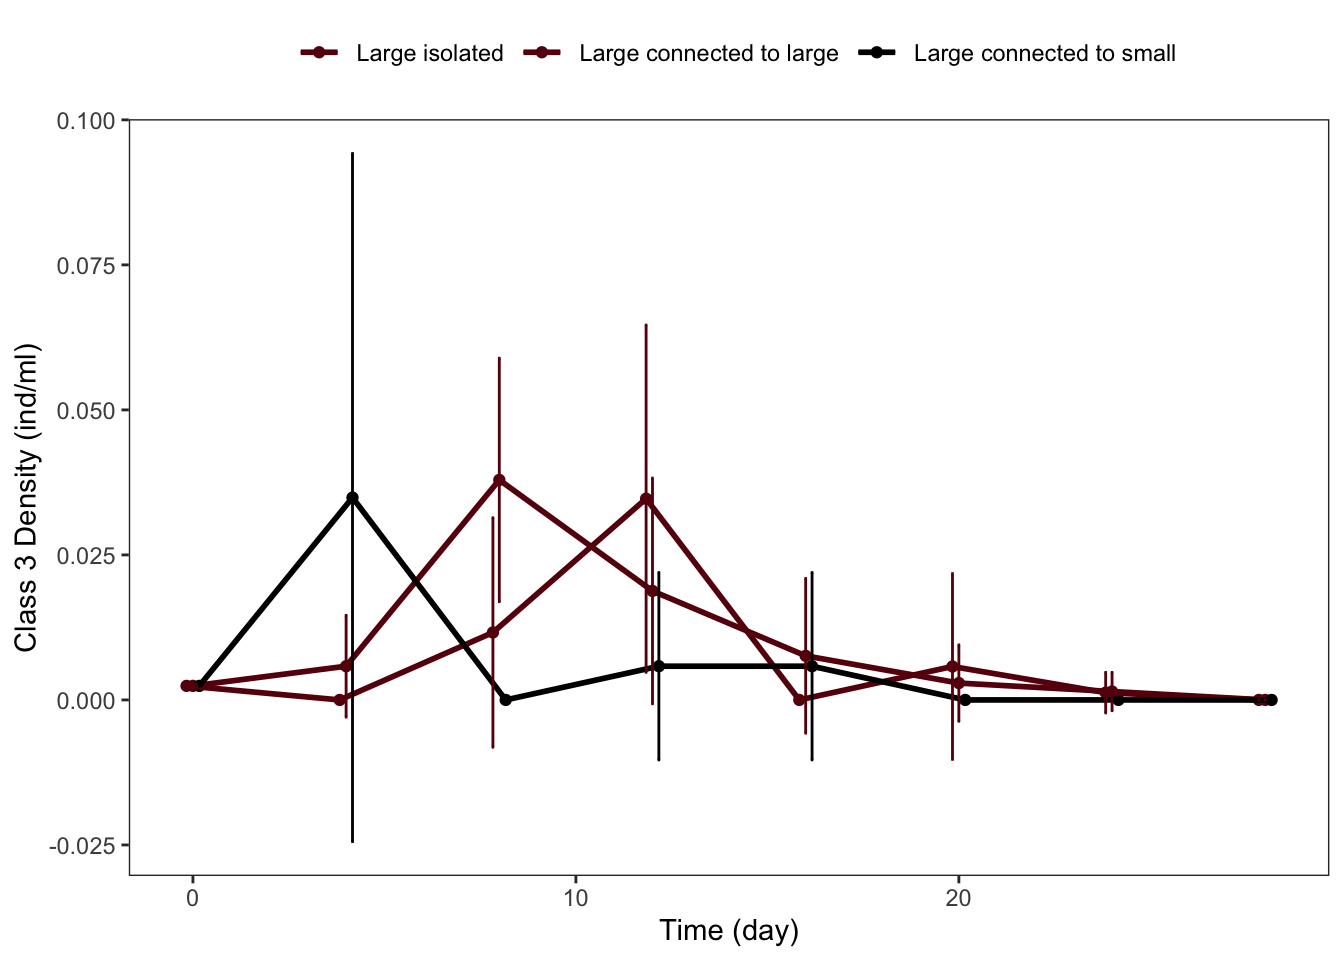 Large isolated Large connected to large Large connected to small
0.100
0.075
0.050
0.025
0.000
-0.025
Class 3 Density (ind/ml)
0 10 20
Time (day)